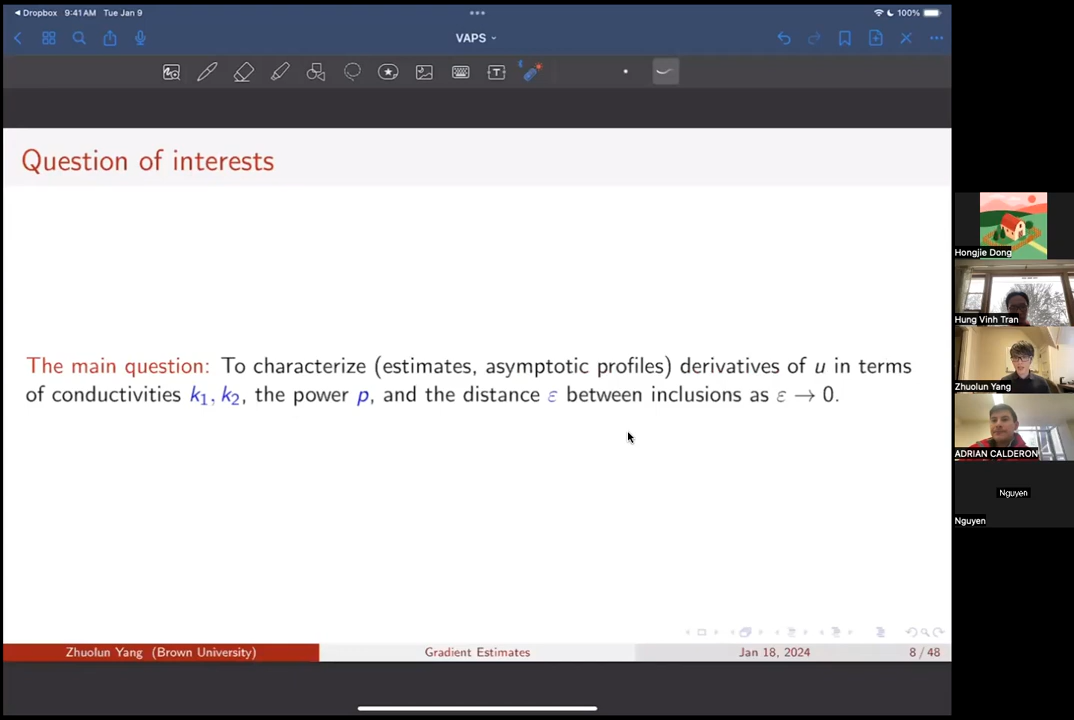 Dropbox 9:41 AM Tue Jan 9
100%
VAPS
Question of interests
The main question: To characterize (estimates, asymptotic profiles) derivatives of u in terms
of conductivities k₁, k₂, the power p, and the distance ε between inclusions as ε → 0.
Zhuolun Yang (Brown University)
Gradient Estimates
Jan 18, 2024
8 / 48
Hongjie Dong
Hung Vinh Tran
Zhuolun Yang
ADRIAN CALDERON
Nguyen
Nguyen